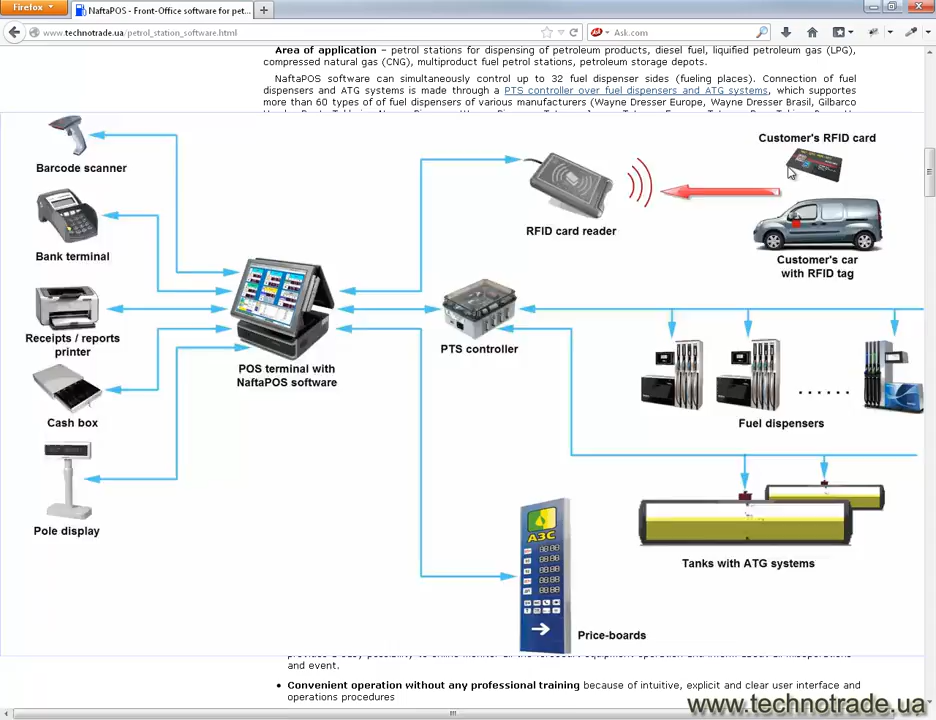 Firefox
NaftaPOS - Front-Office software for pet...
www.technotrade.ua/petrol_station_software.html
Ask.com
Area of application – petrol stations for dispensing of petroleum products, diesel fuel, liquified petroleum gas (LPG),
compressed natural gas (CNG), multiproduct fuel petrol stations, petroleum storage depots.
NaftaPOS software can simultaneously control up to 32 fuel dispenser sides (fueling places). Connection of fuel
dispensers and ATG systems is made through a PTS controller over fuel dispensers and ATG systems, which supports
more than 60 types of of fuel dispensers of various manufacturers (Wayne Dresser Europe, Wayne Dresser Brasil, Gilbarco
Customer's RFID card
Barcode scanner
RFID card reader
Bank terminal
Customer's car
with RFID tag
Receipts / reports
printer
PTS controller
POS terminal with
NaftaPOS software
Cash box
Fuel dispensers
Pole display
АЗС
Tanks with ATG systems
Price-boards
and event.
Convenient operation without any professional training because of intuitive, explicit and clear user interface and
operations procedures
www.technotrade.ua